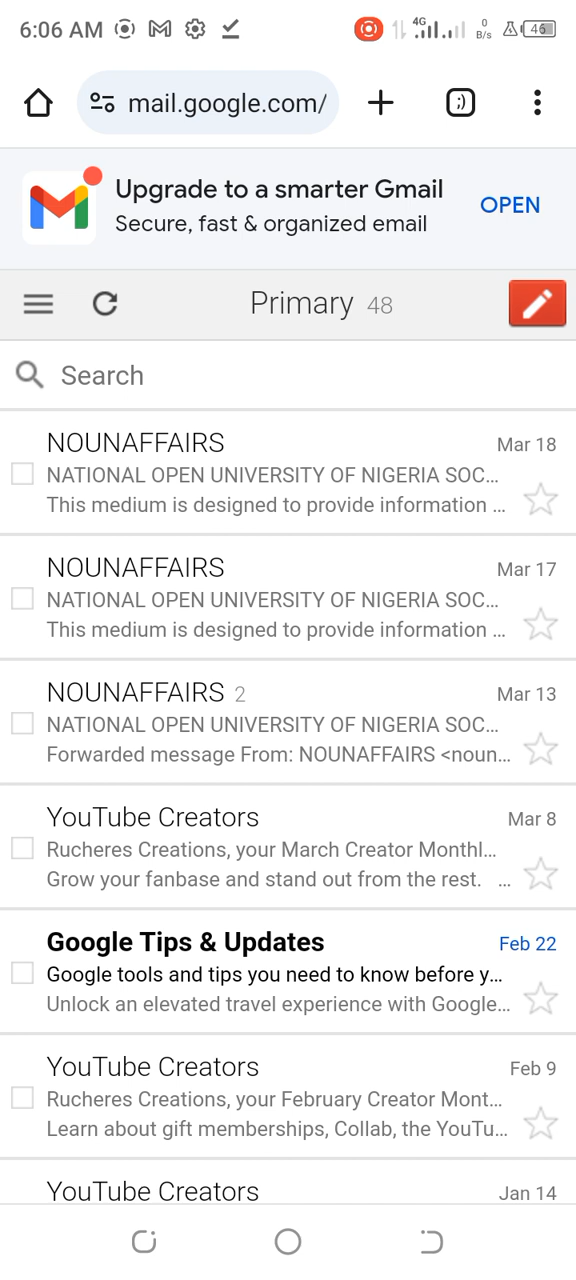 6:06 AM 4G 0 B/s 46
mail.google.com/ :)
Upgrade to a smarter Gmail
Secure, fast & organized email
OPEN
Primary 48
Search
NOUNAFFAIRS Mar 18
NATIONAL OPEN UNIVERSITY OF NIGERIA SOC...
This medium is designed to provide information ...
NOUNAFFAIRS Mar 17
NATIONAL OPEN UNIVERSITY OF NIGERIA SOC...
This medium is designed to provide information ...
NOUNAFFAIRS 2 Mar 13
NATIONAL OPEN UNIVERSITY OF NIGERIA SOC...
Forwarded message From: NOUNAFFAIRS <noun...
YouTube Creators Mar 8
Rucheres Creations, your March Creator Monthl...
Grow your fanbase and stand out from the rest. ...
Google Tips & Updates Feb 22
Google tools and tips you need to know before y...
Unlock an elevated travel experience with Google...
YouTube Creators Feb 9
Rucheres Creations, your February Creator Mont...
Learn about gift memberships, Collab, the YouTu...
YouTube Creators Jan 14